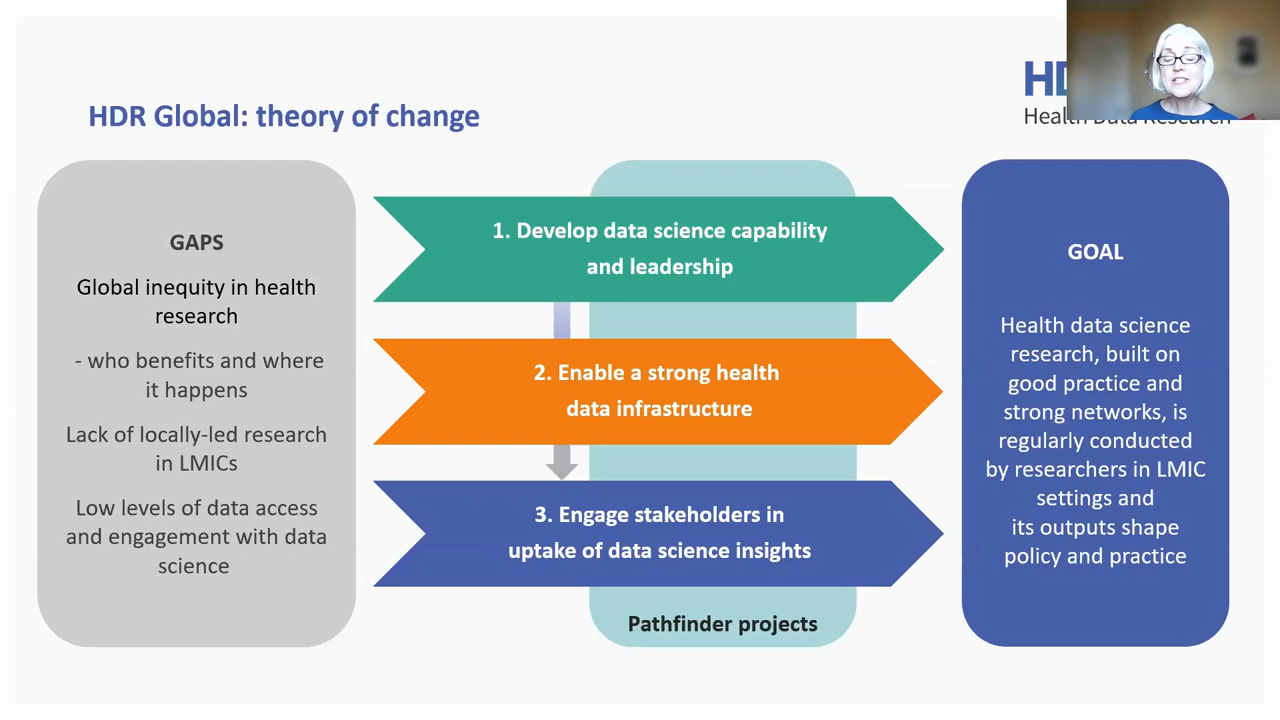 HDR Global: theory of change
Health Data Research
GAPS
Global inequity in health
research
- who benefits and where
it happens
Lack of locally-led research
in LMICs
Low levels of data access
and engagement with data
science
1. Develop data science capability
and leadership
2. Enable a strong health
data infrastructure
3. Engage stakeholders in
uptake of data science insights
Pathfinder projects
GOAL
Health data science
research, built on
good practice and
strong networks, is
regularly conducted
by researchers in LMIC
settings and
its outputs shape
policy and practice